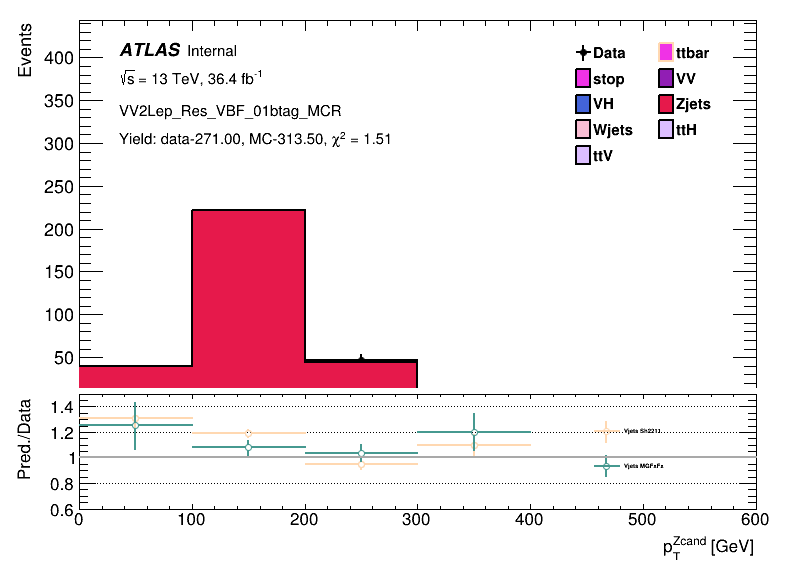 Events
400
350
300
250
200
150
100
50
ATLAS Internal
√s = 13 TeV, 36.4 fb⁻¹
VV2Lep_Res_VBF_01btag_MCR
Yield: data-271.00, MC-313.50, χ² = 1.51
Data
ttbar
stop
VV
VH
Zjets
Wjets
ttH
ttV
Pred./Data
1.4
1.2
1
0.8
0.6
Vjets Sh2211
Vjets MGFxFx
0 100 200 300 400 500 600
p_T^Zcand [GeV]